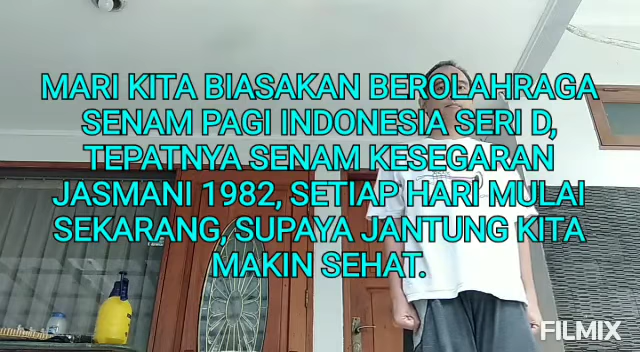 MARI KITA BIASAKAN BEROLAHRAGA
SENAM PAGI INDONESIA SERI D,
TEPATNYA SENAM KESEGARAN
JASMANI 1982, SETIAP HARI MULAI
SEKARANG, SUPAYA JANTUNG KITA
MAKIN SEHAT.
FILMIX